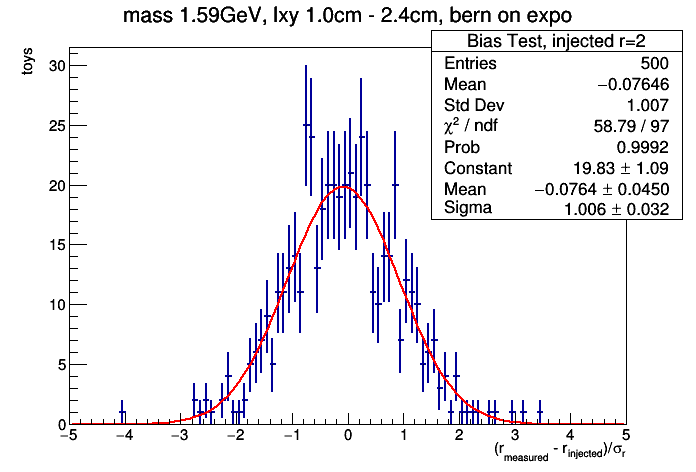 mass 1.59GeV, lxy 1.0cm - 2.4cm, bern on expo
toys
Bias Test, injected r=2
Entries 500
Mean −0.07646
Std Dev 1.007
χ² / ndf 58.79 / 97
Prob 0.9992
Constant 19.83 ± 1.09
Mean −0.0764 ± 0.0450
Sigma 1.006 ± 0.032
30
25
20
15
10
5
0
−5 −4 −3 −2 −1 0 1 2 3 4 5
(r_measured - r_injected)/σ_r